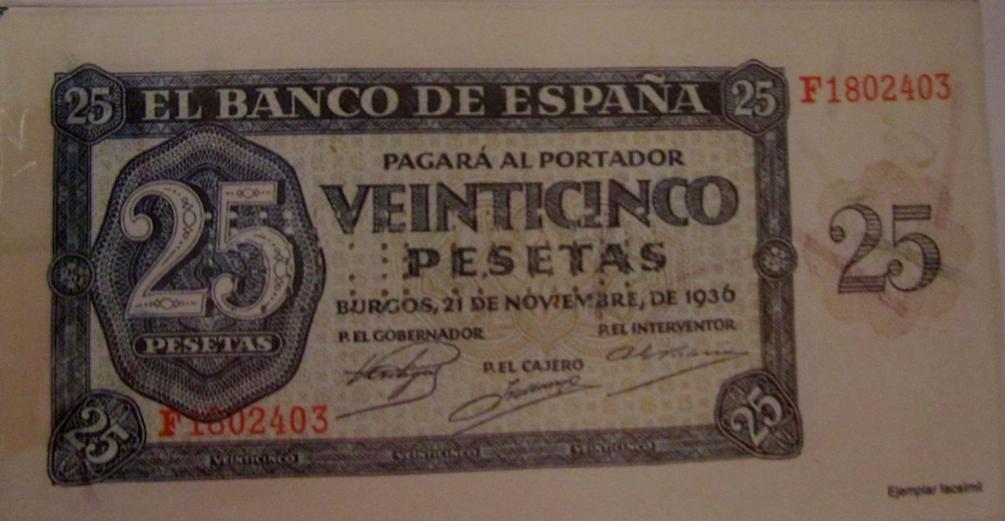 25 EL BANCO DE ESPAÑA 25 F1802403
PAGARÁ AL PORTADOR
VEINTICINCO
PESETAS
25
PESETAS
25
BURGOS, 21 DE NOVIEMBRE, DE 1936
P. EL GOBERNADOR
P. EL INTERVENTOR
P. EL CAJERO
F1802403
25
25
VEINTICINCO VEINTICINCO VEINTICINCO
Ejemplar facsímil